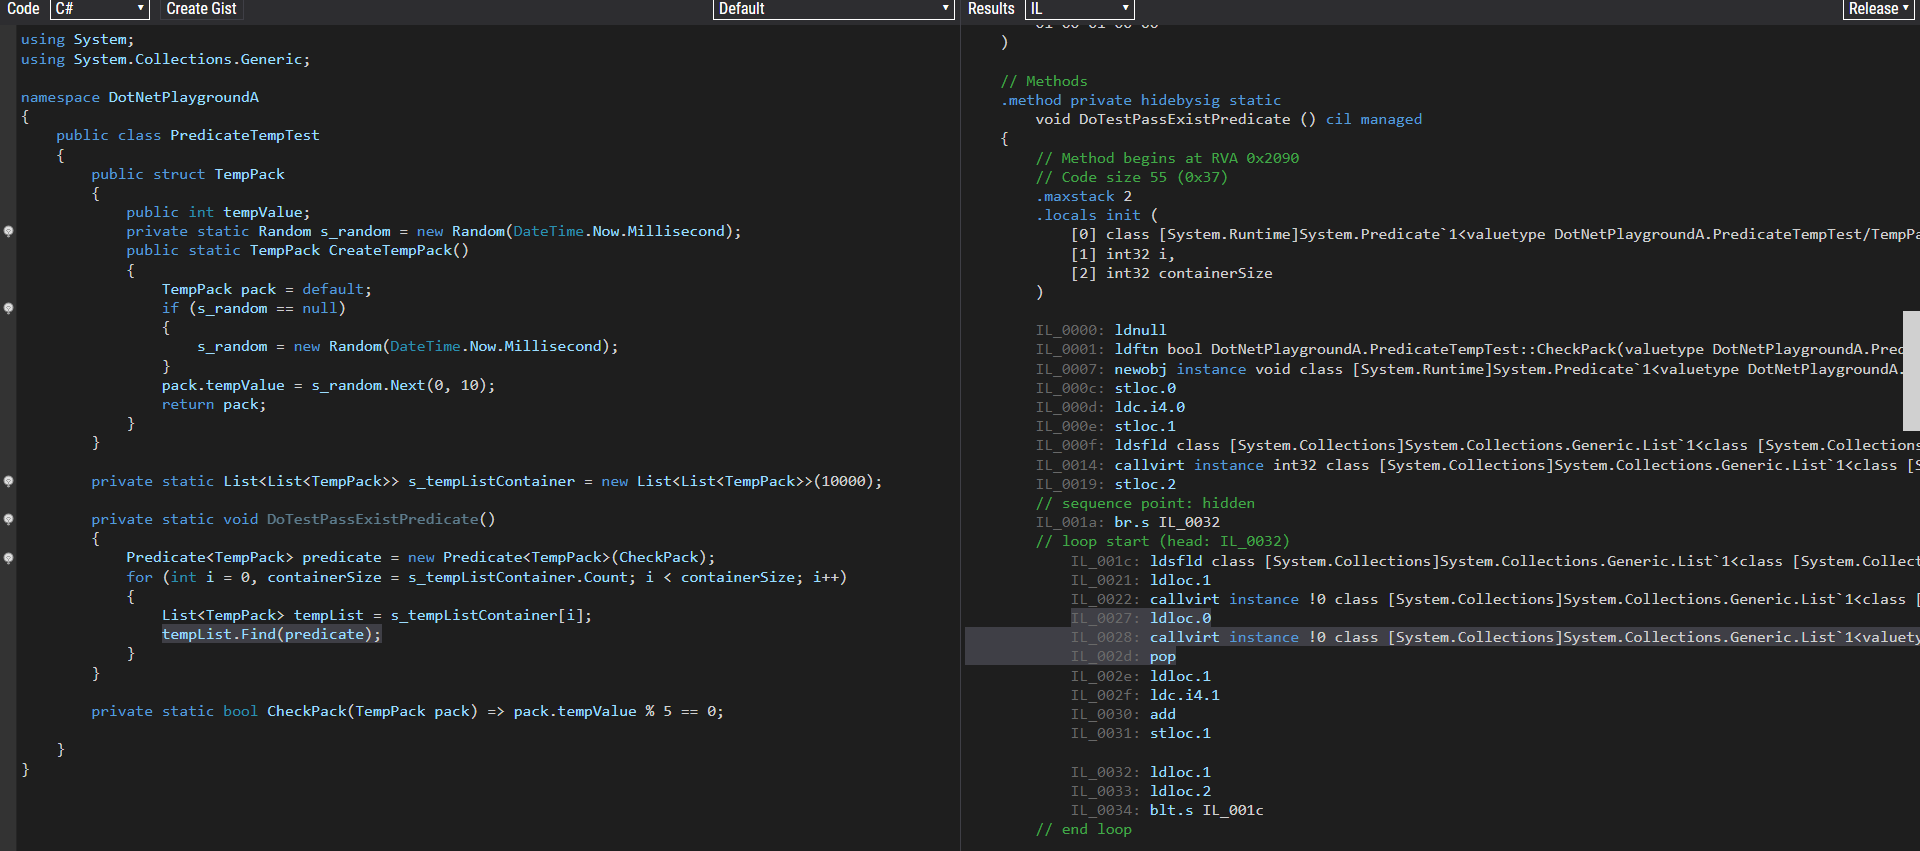 Code C# Create Gist Default Results IL Release
using System;
using System.Collections.Generic;
namespace DotNetPlaygroundA
{
public class PredicateTempTest
{
public struct TempPack
{
public int tempValue;
private static Random s_random = new Random(DateTime.Now.Millisecond);
public static TempPack CreateTempPack()
{
TempPack pack = default;
if (s_random == null)
{
s_random = new Random(DateTime.Now.Millisecond);
}
pack.tempValue = s_random.Next(0, 10);
return pack;
}
}
private static List<List<TempPack>> s_tempListContainer = new List<List<TempPack>>(10000);
private static void DoTestPassExistPredicate()
{
Predicate<TempPack> predicate = new Predicate<TempPack>(CheckPack);
for (int i = 0, containerSize = s_tempListContainer.Count; i < containerSize; i++)
{
List<TempPack> tempList = s_tempListContainer[i];
tempList.Find(predicate);
}
}
private static bool CheckPack(TempPack pack) => pack.tempValue % 5 == 0;
}
}
)
// Methods
.method private hidebysig static
void DoTestPassExistPredicate () cil managed
{
// Method begins at RVA 0x2090
// Code size 55 (0x37)
.maxstack 2
.locals init (
[0] class [System.Runtime]System.Predicate`1<valuetype DotNetPlaygroundA.PredicateTempTest/TempPa
[1] int32 i,
[2] int32 containerSize
)
IL_0000: ldnull
IL_0001: ldftn bool DotNetPlaygroundA.PredicateTempTest::CheckPack(valuetype DotNetPlaygroundA.Pred
IL_0007: newobj instance void class [System.Runtime]System.Predicate`1<valuetype DotNetPlaygroundA.
IL_000c: stloc.0
IL_000d: ldc.i4.0
IL_000e: stloc.1
IL_000f: ldsfld class [System.Collections]System.Collections.Generic.List`1<class [System.Collections
IL_0014: callvirt instance int32 class [System.Collections]System.Collections.Generic.List`1<class [S
IL_0019: stloc.2
// sequence point: hidden
IL_001a: br.s IL_0032
// loop start (head: IL_0032)
IL_001c: ldsfld class [System.Collections]System.Collections.Generic.List`1<class [System.Collect
IL_0021: ldloc.1
IL_0022: callvirt instance !0 class [System.Collections]System.Collections.Generic.List`1<class [
IL_0027: ldloc.0
IL_0028: callvirt instance !0 class [System.Collections]System.Collections.Generic.List`1<valuety
IL_002d: pop
IL_002e: ldloc.1
IL_002f: ldc.i4.1
IL_0030: add
IL_0031: stloc.1
IL_0032: ldloc.1
IL_0033: ldloc.2
IL_0034: blt.s IL_001c
// end loop